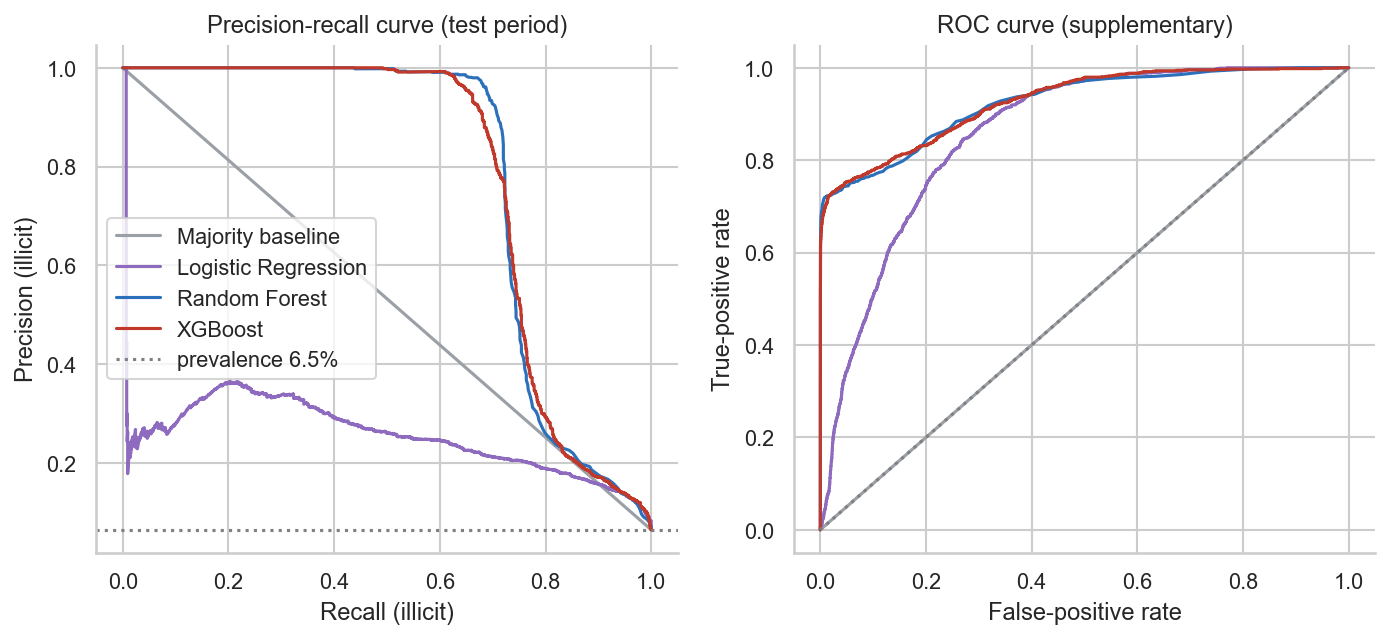 Precision-recall curve (test period)
1.0
0.8
0.6
0.4
0.2
Precision (illicit)
Majority baseline
Logistic Regression
Random Forest
XGBoost
prevalence 6.5%
0.0 0.2 0.4 0.6 0.8 1.0
Recall (illicit)
ROC curve (supplementary)
1.0
0.8
0.6
0.4
0.2
0.0
True-positive rate
0.0 0.2 0.4 0.6 0.8 1.0
False-positive rate